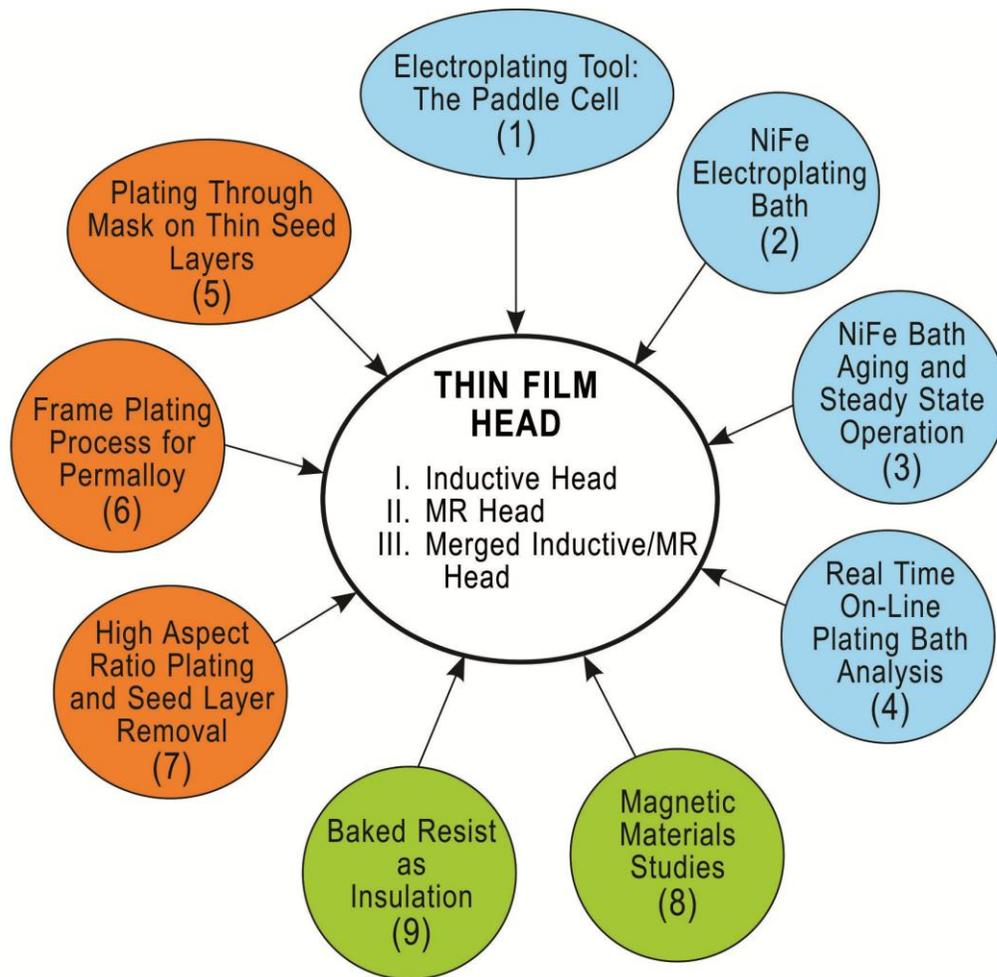 Electroplating Tool:
The Paddle Cell
(1)
NiFe
Electroplating
Bath
(2)
NiFe Bath
Aging and
Steady State
Operation
(3)
Real Time
On-Line
Plating Bath
Analysis
(4)
Plating Through
Mask on Thin Seed
Layers
(5)
Frame Plating
Process for
Permalloy
(6)
High Aspect
Ratio Plating
and Seed Layer
Removal
(7)
Magnetic
Materials
Studies
(8)
Baked Resist
as
Insulation
(9)
THIN FILM
HEAD
I. Inductive Head
II. MR Head
III. Merged Inductive/MR
Head